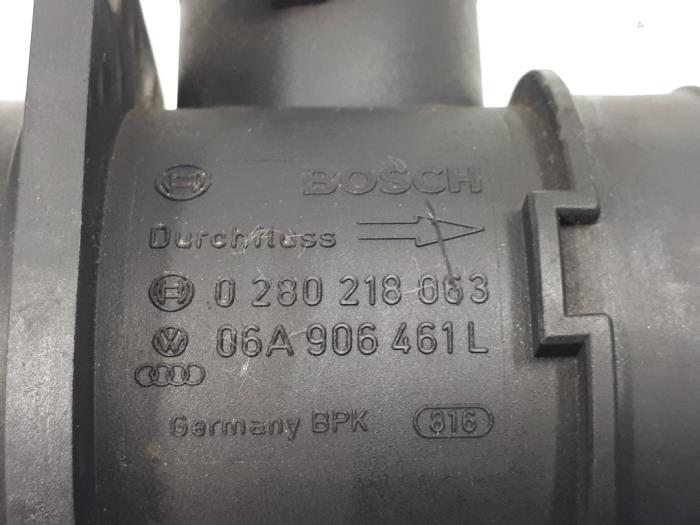 BOSCH
Durchfluss
0 280 218 063
06A 906 461 L
Germany BPK 816